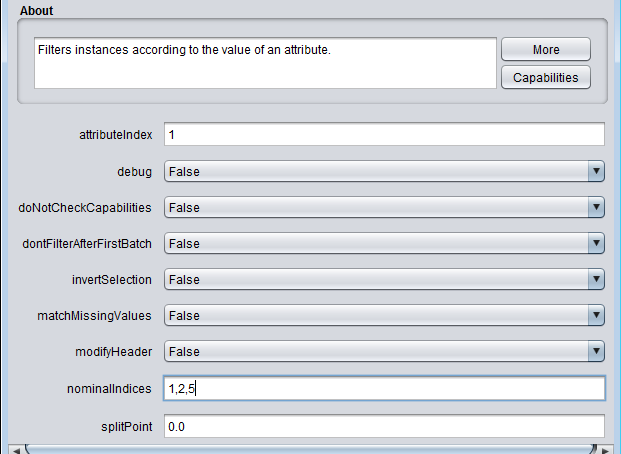 About
Filters instances according to the value of an attribute.
More
Capabilities
attributeIndex 1
debug False
doNotCheckCapabilities False
dontFilterAfterFirstBatch False
invertSelection False
matchMissingValues False
modifyHeader False
nominalIndices 1,2,5
splitPoint 0.0